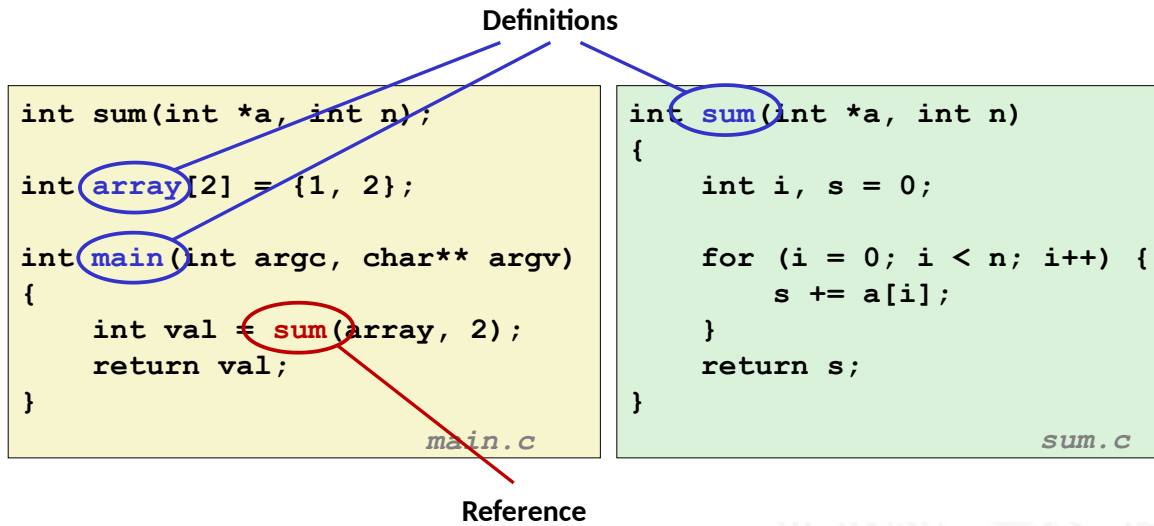 Definitions
int sum(int *a, int n);
int array[2] = {1, 2};
int main(int argc, char** argv)
{
    int val = sum(array, 2);
    return val;
}
main.c
int sum(int *a, int n)
{
    int i, s = 0;
    for (i = 0; i < n; i++) {
        s += a[i];
    }
    return s;
}
sum.c
Reference